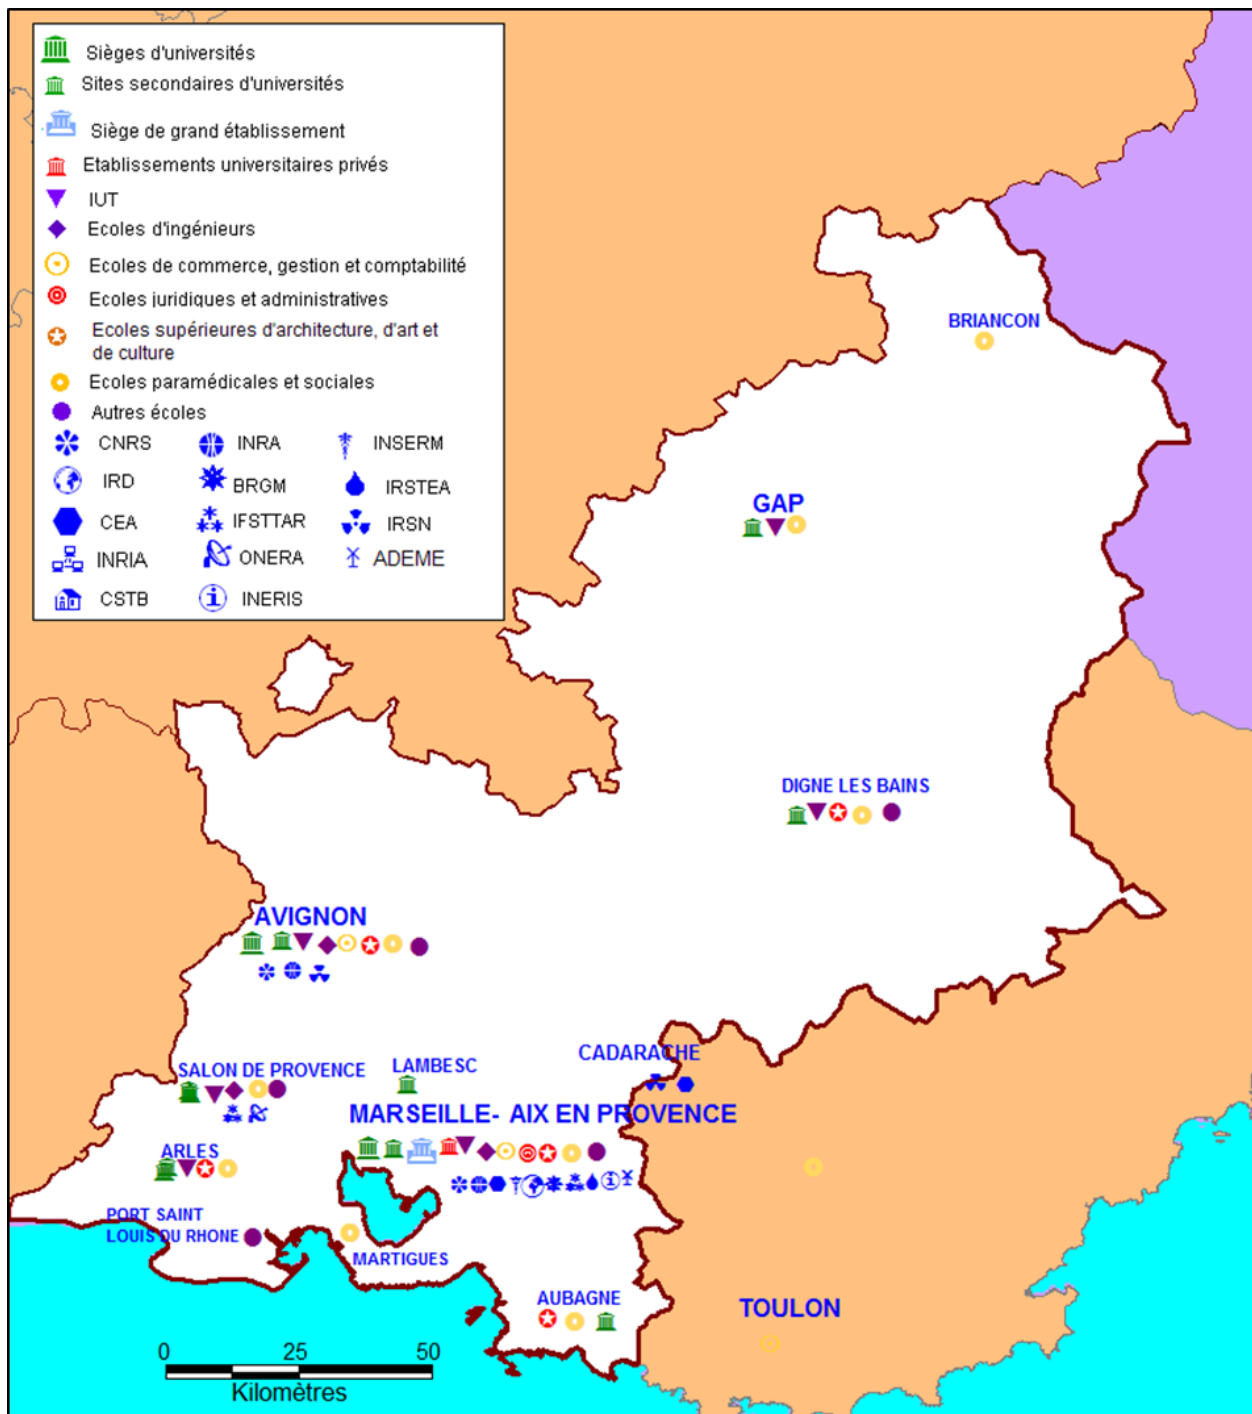 Sièges d'universités
Sites secondaires d'universités
Siège de grand établissement
Etablissements universitaires privés
IUT
Ecoles d'ingénieurs
Ecoles de commerce, gestion et comptabilité
Ecoles juridiques et administratives
Ecoles supérieures d'architecture, d'art et
de culture
Ecoles paramédicales et sociales
Autres écoles
CNRS INRA INSERM
IRD BRGM IRSTEA
CEA IFSTTAR IRSN
INRIA ONERA ADEME
CSTB INERIS
BRIANCON
GAP
DIGNE LES BAINS
AVIGNON
CADARACHE
SALON DE PROVENCE
LAMBESC
MARSEILLE- AIX EN PROVENCE
ARLES
PORT SAINT
LOUIS DU RHONE
MARTIGUES
AUBAGNE
TOULON
0 25 50
Kilomètres